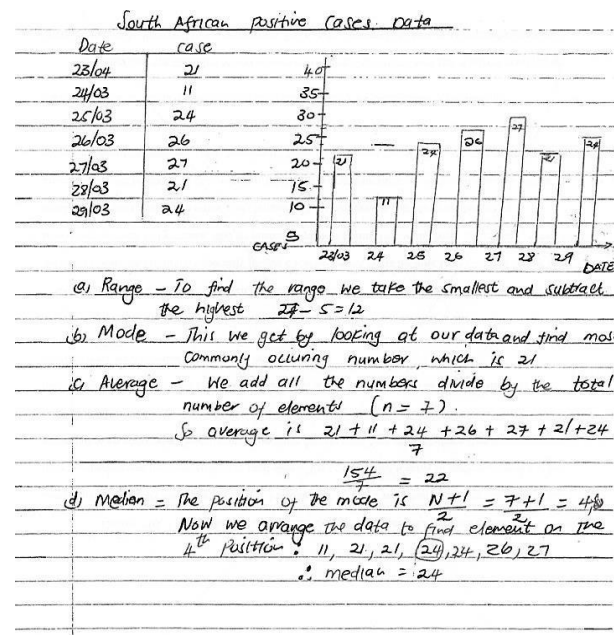 South African positive Cases Data
Date case
23/04 21
24/03 11
25/03 24
26/03 26
27/03 27
28/03 21
29/03 24
40
35
30
25
20
15
10
5
21 11 24 26 27 21 24
CASES 23/03 24 25 26 27 28 29
DATE
(a) Range - To find the range we take the smallest and subtract
the highest 27 - 5 = 12
(b) Mode - This we get by looking at our data and find mos
Commonly occuring number, which is 21
(c) Average - We add all the numbers divide by the total
number of elements (n = 7).
So average is 21 + 11 + 24 + 26 + 27 + 21 + 24
7
154/7 = 22
(d) Median = The position of the mode is N+1/2 = 7+1/2 = 4
Now we arrange the data to find element on the
4th Position : 11, 21, 21, 24, 24, 26, 27
∴ median = 24